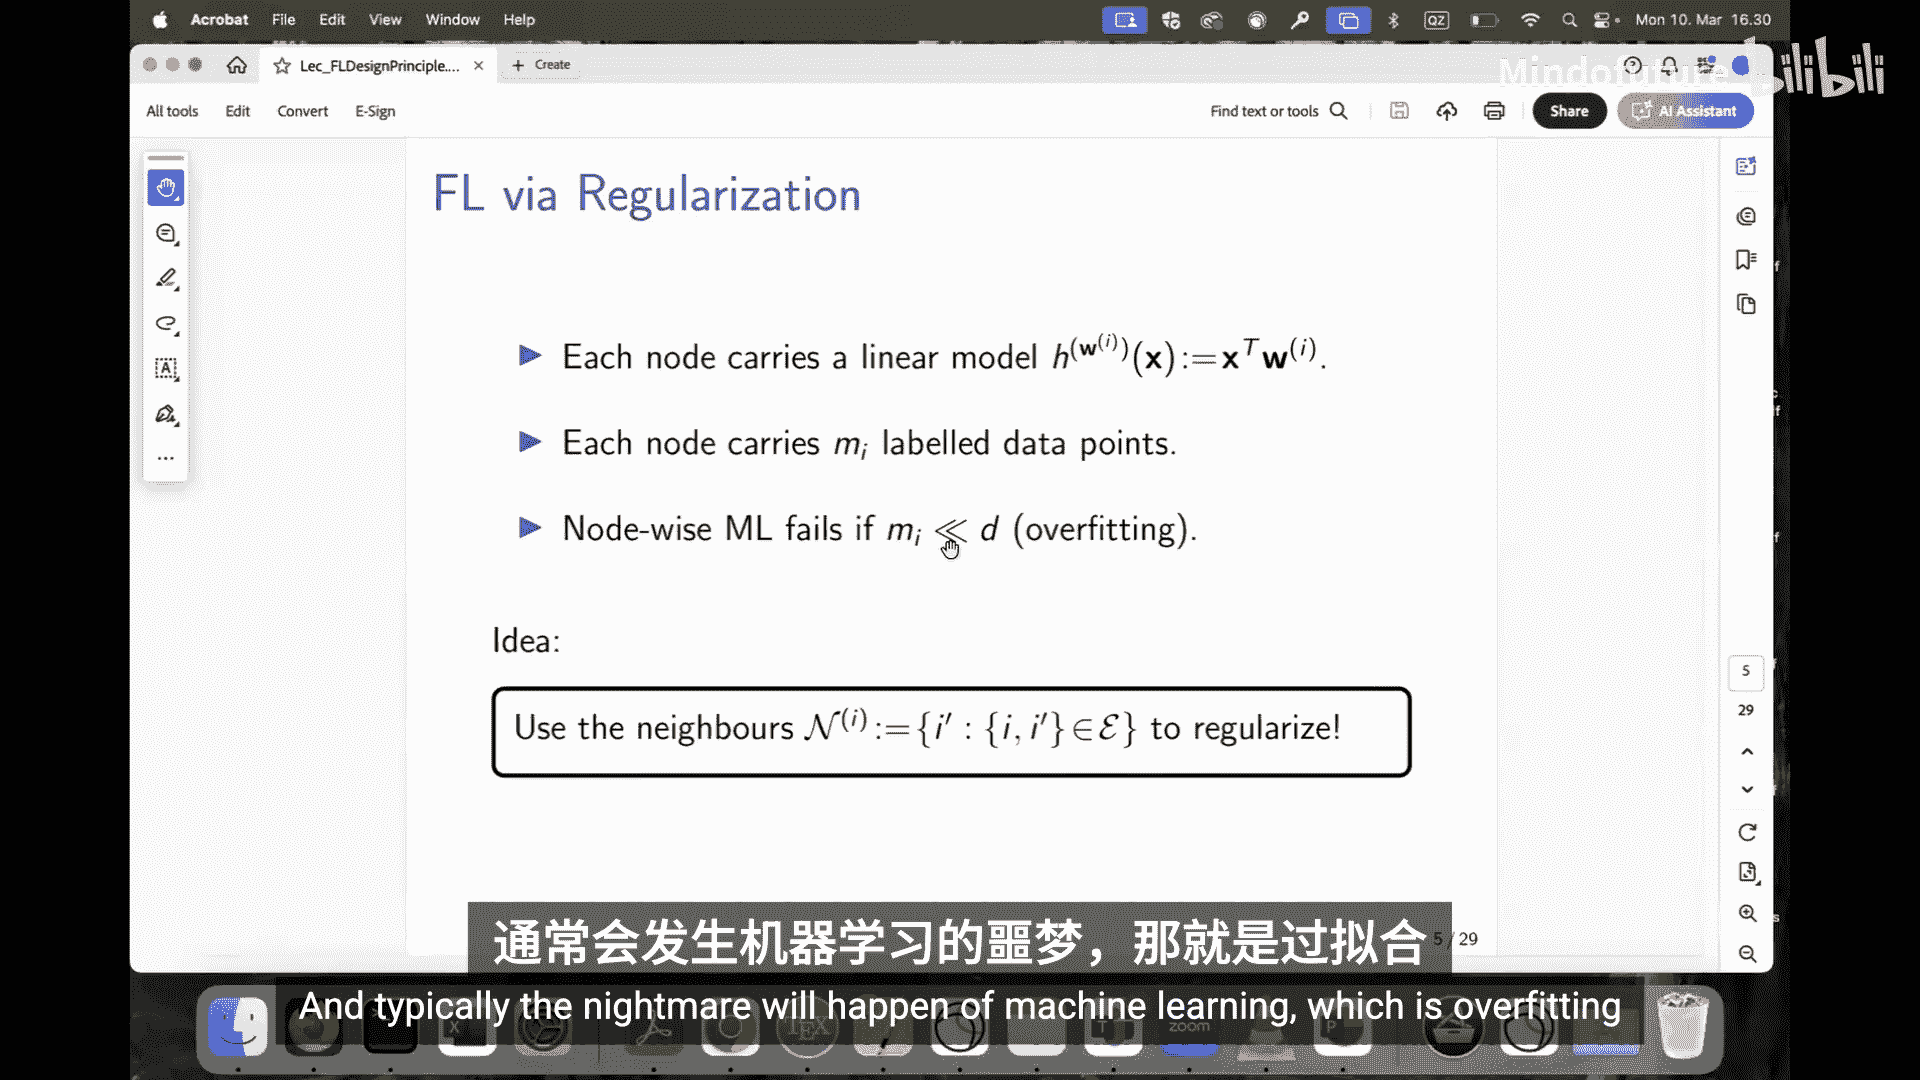 Acrobat File Edit View Window Help QZ Mon 10. Mar 16.30
Lec_FLDesignPrinciple.... Create
Mindofuture bilibili
All tools Edit Convert E-Sign Find text or tools Share AI Assistant
FL via Regularization
Each node carries a linear model h^(w^(i))(x):=x^T w^(i).
Each node carries m_i labelled data points.
Node-wise ML fails if m_i ≪ d (overfitting).
Idea:
Use the neighbours 𝒩^(i):={i′ : {i, i′}∈ℰ} to regularize!
5
29
5 / 29
通常会发生机器学习的噩梦，那就是过拟合
And typically the nightmare will happen of machine learning, which is overfitting
zoom